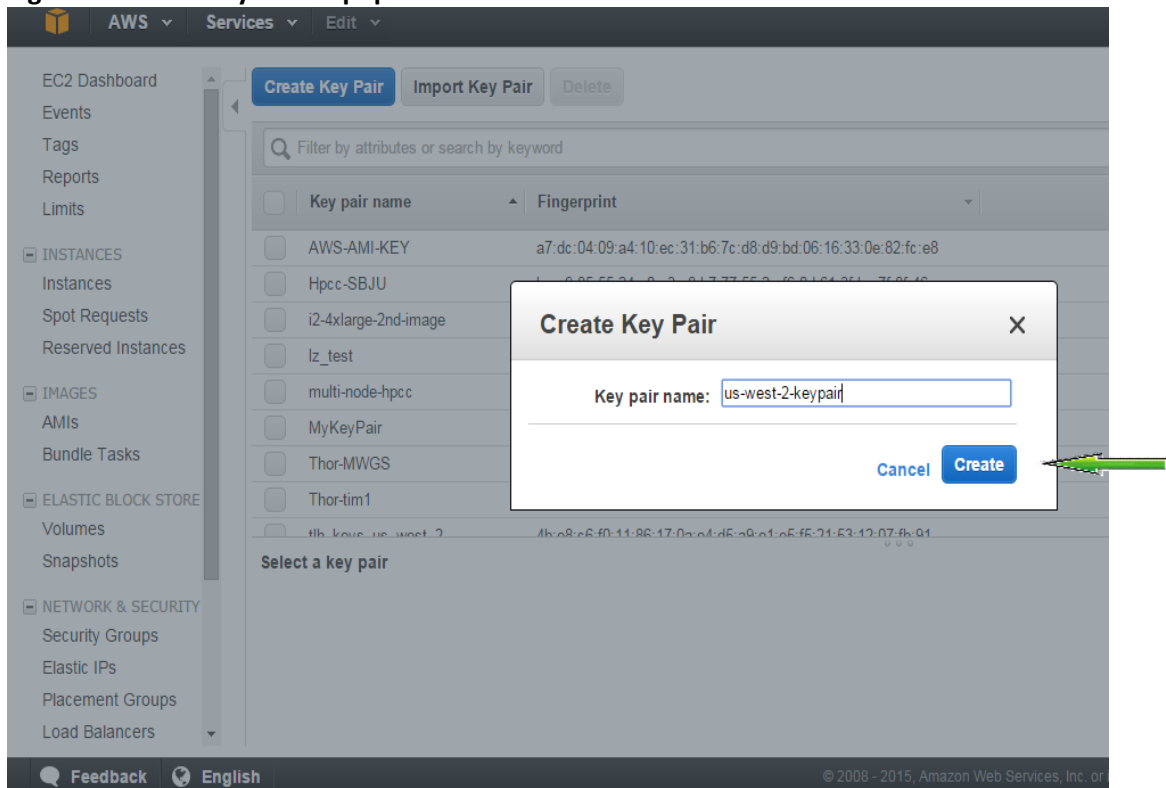 AWS Services Edit
EC2 Dashboard
Events
Tags
Reports
Limits
INSTANCES
Instances
Spot Requests
Reserved Instances
IMAGES
AMIs
Bundle Tasks
ELASTIC BLOCK STORE
Volumes
Snapshots
NETWORK & SECURITY
Security Groups
Elastic IPs
Placement Groups
Load Balancers
Create Key Pair Import Key Pair Delete
Filter by attributes or search by keyword
Key pair name Fingerprint
AWS-AMI-KEY a7:dc:04:09:a4:10:ec:31:b6:7c:d8:d9:bd:06:16:33:0e:82:fc:e8
Hpcc-SBJU
i2-4xlarge-2nd-image
lz_test
multi-node-hpcc
MyKeyPair
Thor-MWGS
Thor-tim1
Select a key pair
Create Key Pair
Key pair name: us-west-2-keypair
Cancel Create
Feedback English
© 2008 - 2015, Amazon Web Services, Inc. or